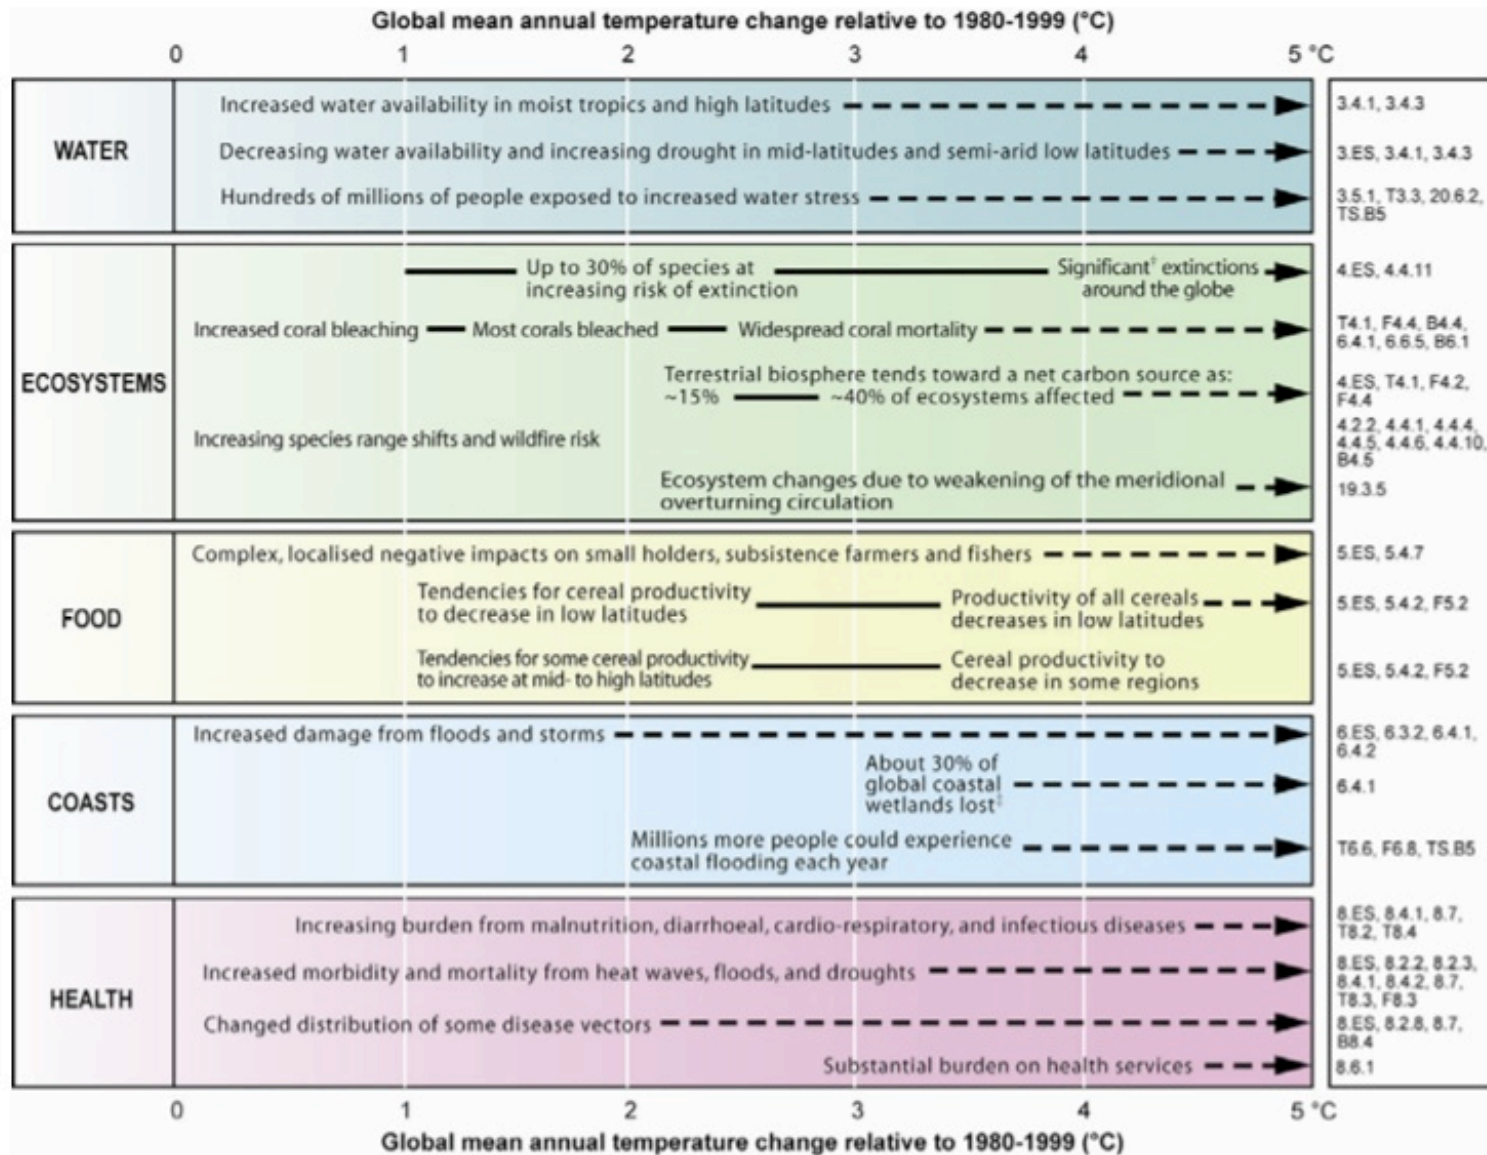 Global mean annual temperature change relative to 1980-1999 (°C)
0 1 2 3 4 5 °C
WATER
Increased water availability in moist tropics and high latitudes
3.4.1, 3.4.3
Decreasing water availability and increasing drought in mid-latitudes and semi-arid low latitudes
3.ES, 3.4.1, 3.4.3
Hundreds of millions of people exposed to increased water stress
3.5.1, T3.3, 20.6.2,
TS.B5
ECOSYSTEMS
Up to 30% of species at
increasing risk of extinction
Significant† extinctions
around the globe
4.ES, 4.4.11
Increased coral bleaching
Most corals bleached
Widespread coral mortality
T4.1, F4.4, B4.4,
6.4.1, 6.6.5, B6.1
Terrestrial biosphere tends toward a net carbon source as:
~15%
~40% of ecosystems affected
4.ES, T4.1, F4.2,
F4.4
Increasing species range shifts and wildfire risk
4.2.2, 4.4.1, 4.4.4,
4.4.5, 4.4.6, 4.4.10,
B4.5
Ecosystem changes due to weakening of the meridional
overturning circulation
19.3.5
FOOD
Complex, localised negative impacts on small holders, subsistence farmers and fishers
5.ES, 5.4.7
Tendencies for cereal productivity
to decrease in low latitudes
Productivity of all cereals
decreases in low latitudes
5.ES, 5.4.2, F5.2
Tendencies for some cereal productivity
to increase at mid- to high latitudes
Cereal productivity to
decrease in some regions
5.ES, 5.4.2, F5.2
COASTS
Increased damage from floods and storms
6.ES, 6.3.2, 6.4.1,
6.4.2
About 30% of
global coastal
wetlands lost‡
6.4.1
Millions more people could experience
coastal flooding each year
T6.6, F6.8, TS.B5
HEALTH
Increasing burden from malnutrition, diarrhoeal, cardio-respiratory, and infectious diseases
8.ES, 8.4.1, 8.7,
T8.2, T8.4
Increased morbidity and mortality from heat waves, floods, and droughts
8.ES, 8.2.2, 8.2.3,
8.4.1, 8.4.2, 8.7,
T8.3, F8.3
Changed distribution of some disease vectors
8.ES, 8.2.8, 8.7,
B8.4
Substantial burden on health services
8.6.1
0 1 2 3 4 5 °C
Global mean annual temperature change relative to 1980-1999 (°C)